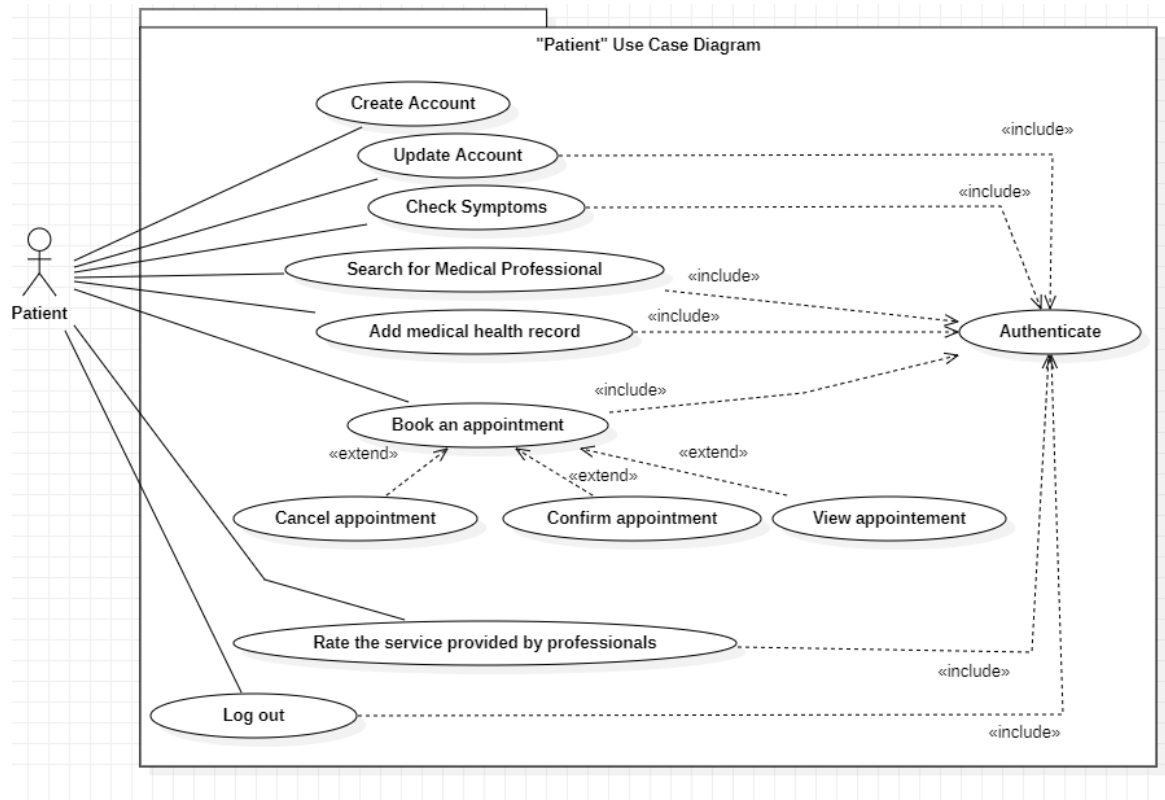 "Patient" Use Case Diagram
Create Account
«include»
Update Account
«include»
Check Symptoms
Search for Medical Professional
«include»
Patient
Add medical health record
«include»
Authenticate
«include»
Book an appointment
«extend»
«extend»
«extend»
Cancel appointment
Confirm appointment
View appointement
Rate the service provided by professionals
«include»
Log out
«include»